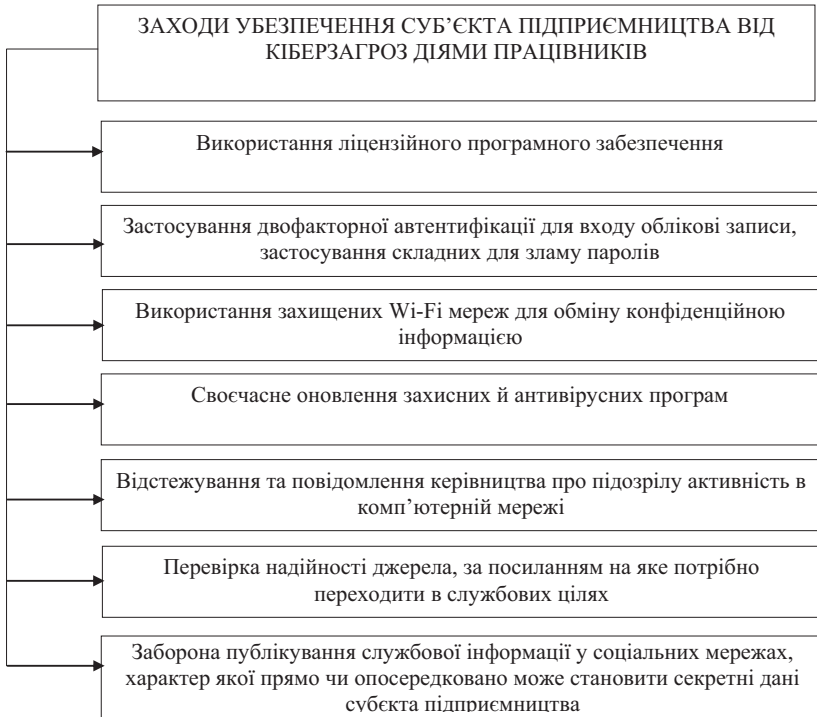 ЗАХОДИ УБЕЗПЕЧЕННЯ СУБ’ЄКТА ПІДПРИЄМНИЦТВА ВІД
КІБЕРЗАГРОЗ ДІЯМИ ПРАЦІВНИКІВ
Використання ліцензійного програмного забезпечення
Застосування двофакторної автентифікації для входу облікові записи,
застосування складних для зламу паролів
Використання захищених Wi-Fi мереж для обміну конфіденційною
інформацією
Своєчасне оновлення захисних й антивірусних програм
Відстежування та повідомлення керівництва про підозрілу активність в
комп’ютерній мережі
Перевірка надійності джерела, за посиланням на яке потрібно
переходити в службових цілях
Заборона публікування службової інформації у соціальних мережах,
характер якої прямо чи опосередковано може становити секретні дані
субєкта підприємництва